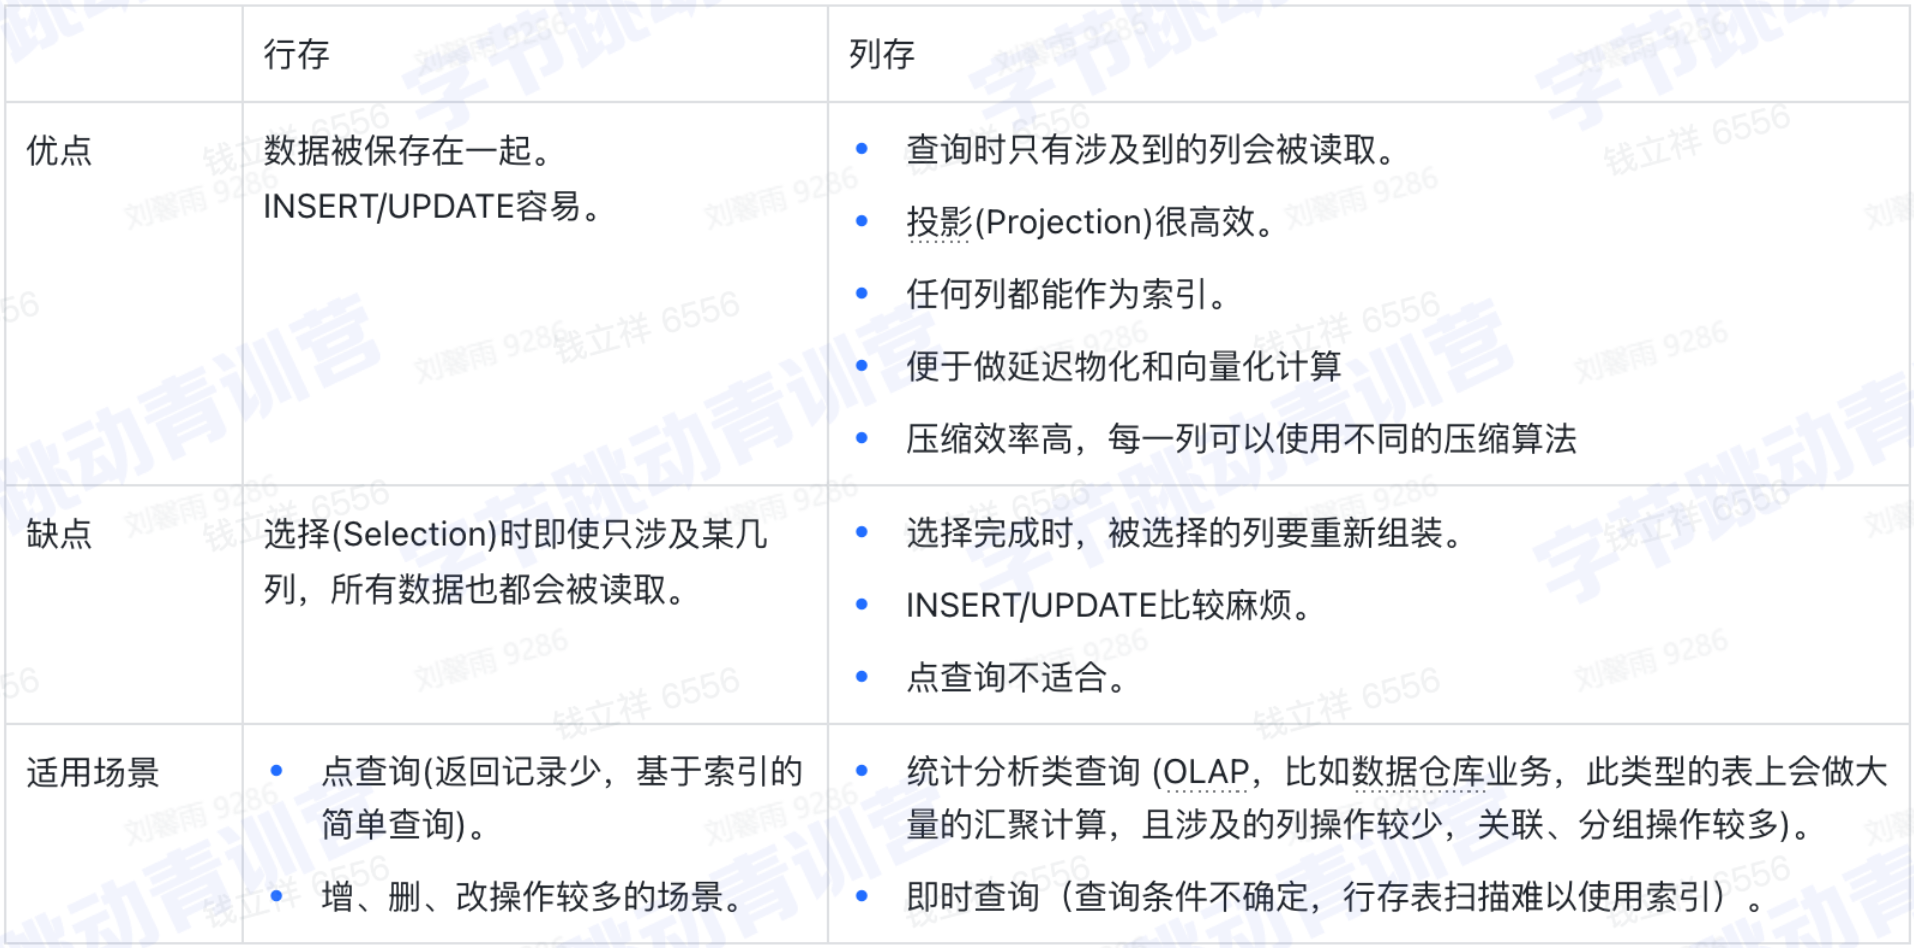 行存
列存
优点
数据被保存在一起。
INSERT/UPDATE容易。
查询时只有涉及到的列会被读取。
投影(Projection)很高效。
任何列都能作为索引。
便于做延迟物化和向量化计算
压缩效率高，每一列可以使用不同的压缩算法
缺点
选择(Selection)时即使只涉及某几
列，所有数据也都会被读取。
选择完成时，被选择的列要重新组装。
INSERT/UPDATE比较麻烦。
点查询不适合。
适用场景
点查询(返回记录少，基于索引的
简单查询)。
增、删、改操作较多的场景。
统计分析类查询 (OLAP，比如数据仓库业务，此类型的表上会做大
量的汇聚计算，且涉及的列操作较少，关联、分组操作较多)。
即时查询（查询条件不确定，行存表扫描难以使用索引）。
字节跳动青训营
刘馨雨 9286
钱立祥 6556